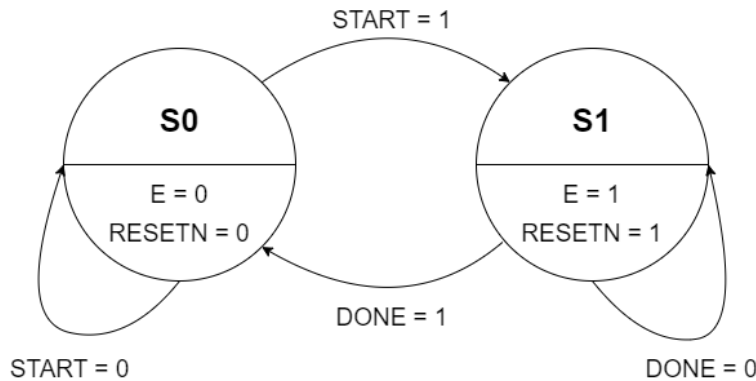 START = 1
S0
E = 0
RESETN = 0
S1
E = 1
RESETN = 1
DONE = 1
START = 0
DONE = 0